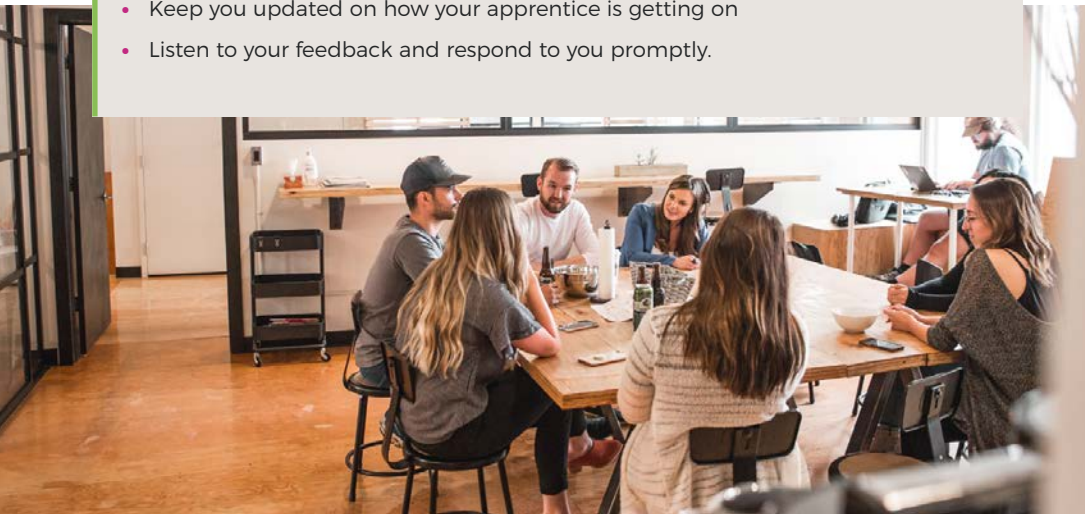 Keep you updated on how your apprentice is getting on
Listen to your feedback and respond to you promptly.